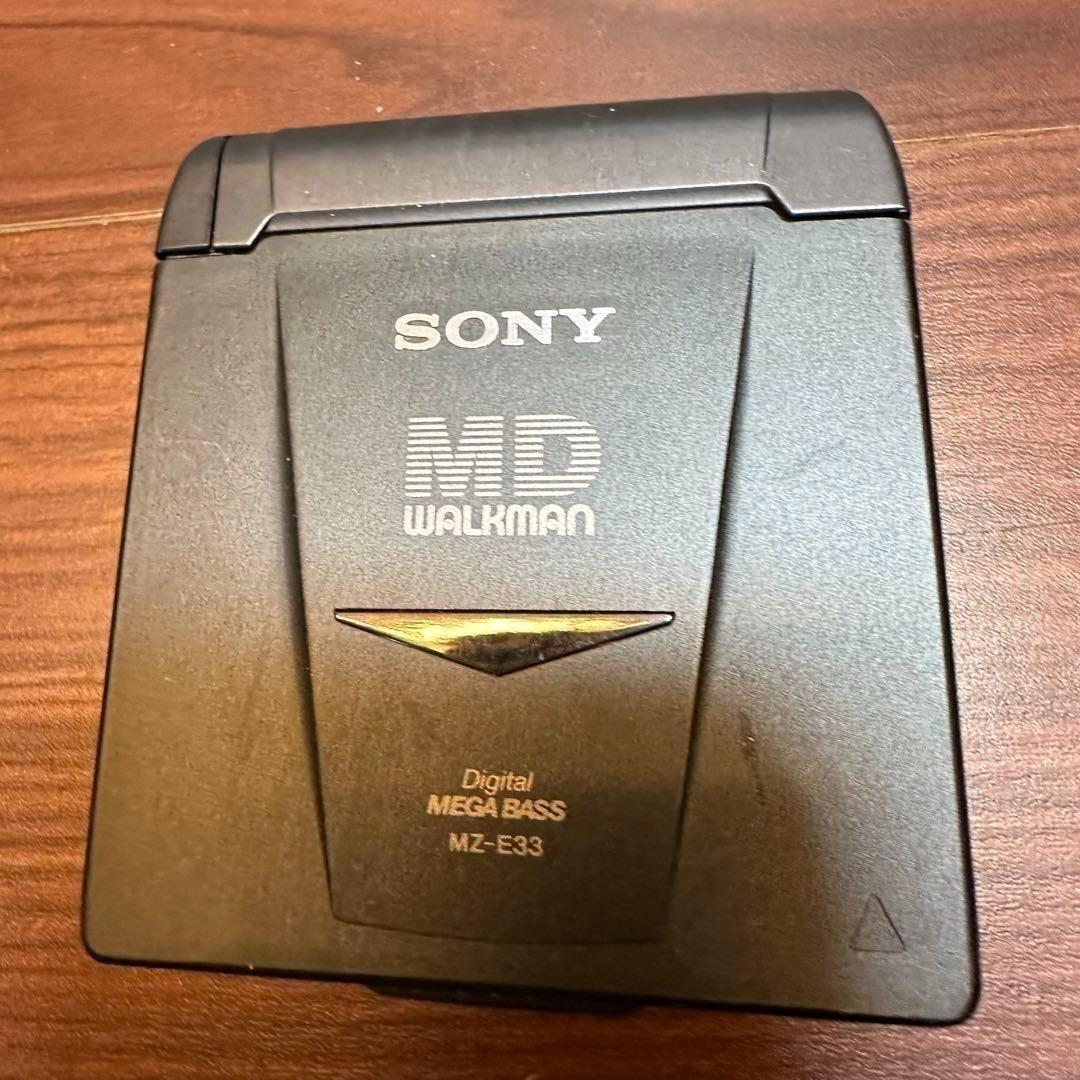 SONY
MD
WALKMAN
Digital
MEGA BASS
MZ-E33